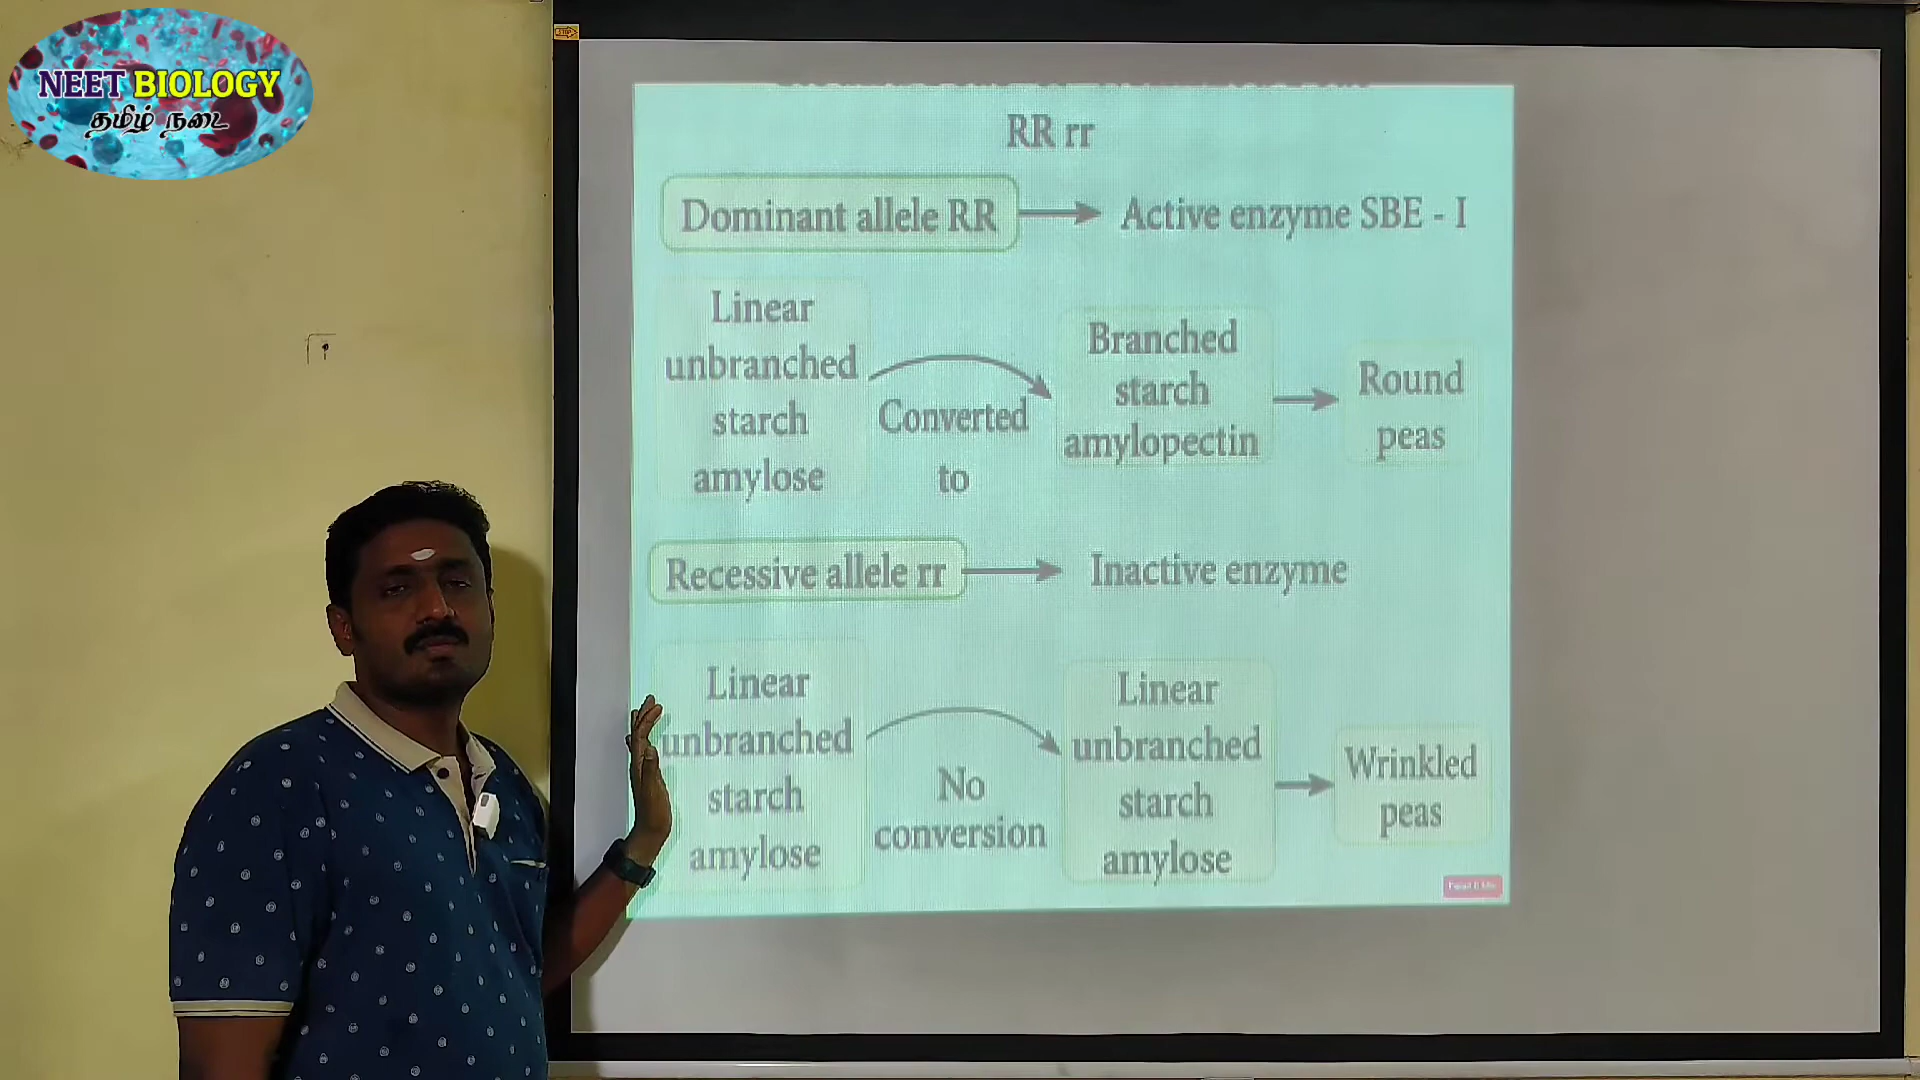 NEET BIOLOGY
தமிழ் நடை
STOP
RR rr
Dominant allele RR → Active enzyme SBE - I
Linear
unbranched
starch
amylose
Converted
to
Branched
starch
amylopectin
Round
peas
Recessive allele rr → Inactive enzyme
Linear
unbranched
starch
amylose
No
conversion
Linear
unbranched
starch
amylose
Wrinkled
peas